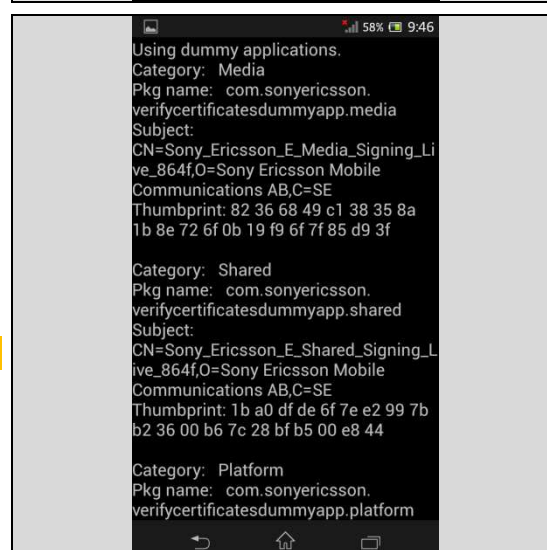 58% 9:46
Using dummy applications.
Category:   Media
Pkg name:   com.sonyericsson.
verifycertificatesdummyapp.media
Subject:
CN=Sony_Ericsson_E_Media_Signing_Li
ve_864f,O=Sony Ericsson Mobile
Communications AB,C=SE
Thumbprint: 82 36 68 49 c1 38 35 8a
1b 8e 72 6f 0b 19 f9 6f 7f 85 d9 3f
Category:   Shared
Pkg name:   com.sonyericsson.
verifycertificatesdummyapp.shared
Subject:
CN=Sony_Ericsson_E_Shared_Signing_L
ive_864f,O=Sony Ericsson Mobile
Communications AB,C=SE
Thumbprint: 1b a0 df de 6f 7e e2 99 7b
b2 36 00 b6 7c 28 bf b5 00 e8 44
Category:   Platform
Pkg name:   com.sonyericsson.
verifycertificatesdummyapp.platform